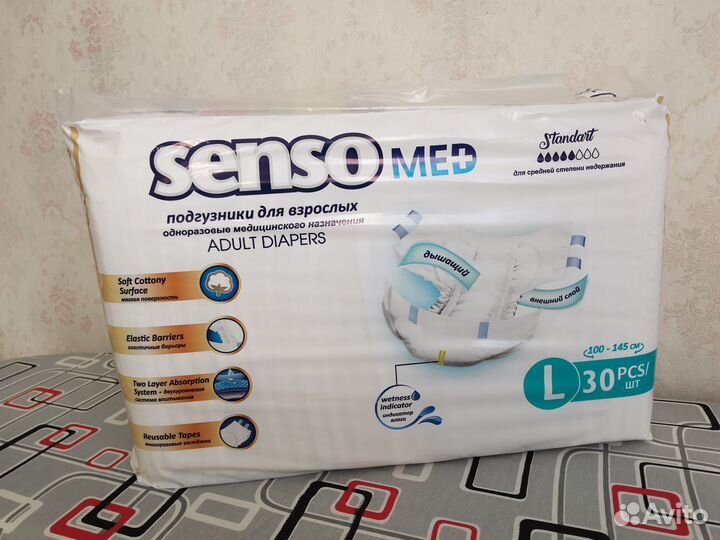 senso MED
подгузники для взрослых
одноразовые медицинского назначения
ADULT DIAPERS
Standart
для средней степени недержания
Soft Cottony
Surface
мягкая поверхность
Elastic Barriers
эластичные барьеры
Two Layer Absorption
System - двухуровневая
система впитывания
Reusable Tapes
многоразовые застёжки
дышащий
внешний слой
wetness
indicator
индикатор
влаги
100 - 145 см
L 30 PCS/
ШТ
Avito